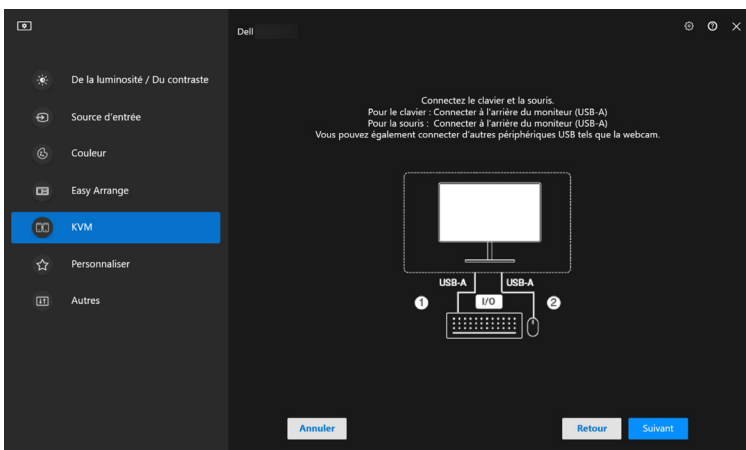 Dell
De la luminosité / Du contraste
Source d'entrée
Couleur
Easy Arrange
KVM
Personnaliser
Autres
Connectez le clavier et la souris.
Pour le clavier : Connecter à l'arrière du moniteur (USB-A)
Pour la souris : Connecter à l'arrière du moniteur (USB-A)
Vous pouvez également connecter d'autres périphériques USB tels que la webcam.
USB-A USB-A
1 I/O 2
Annuler Retour Suivant